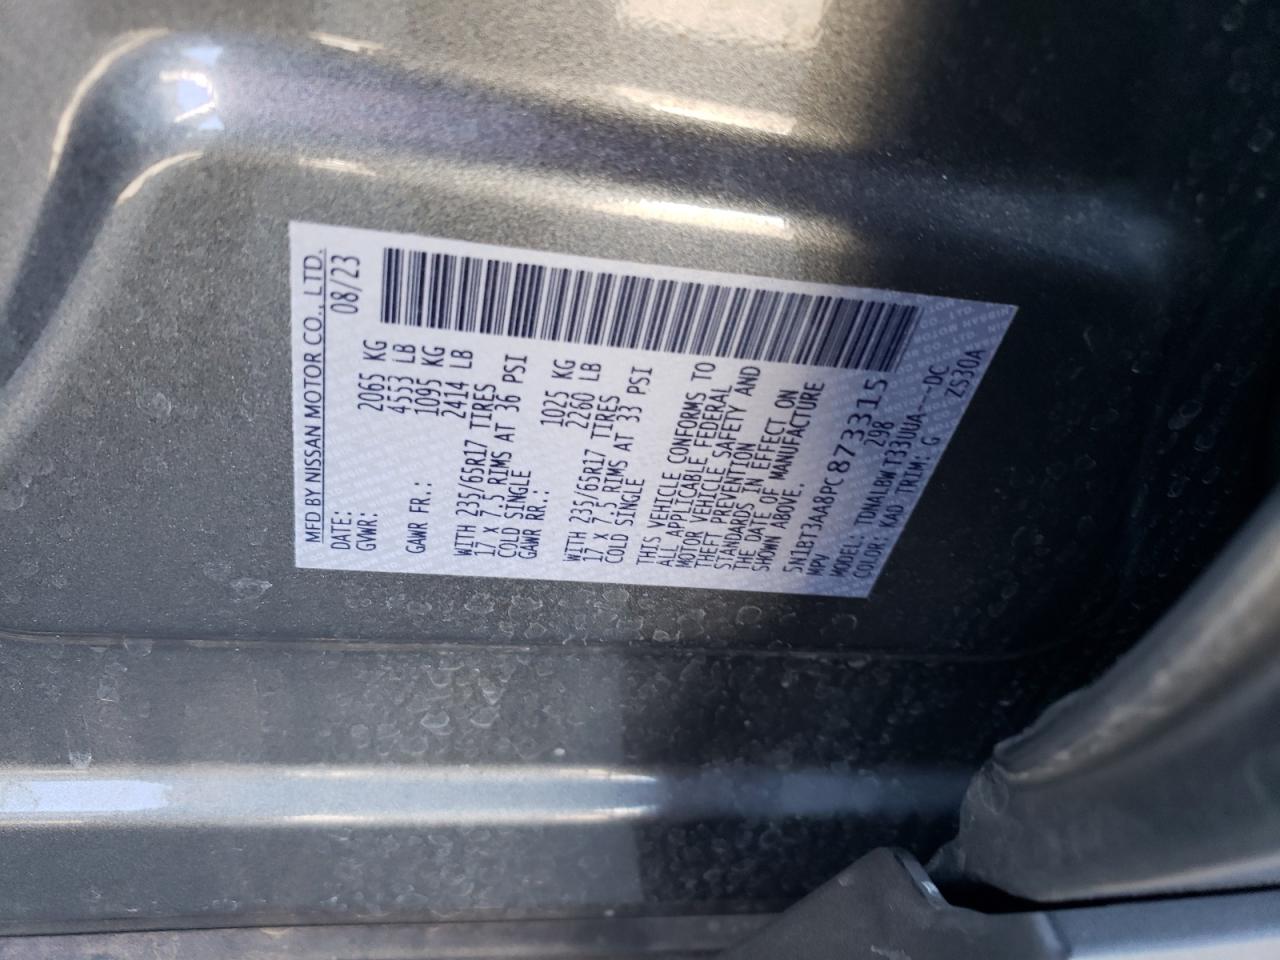 MFD BY NISSAN MOTOR CO., LTD.
DATE: 08/23
GVWR: 2065 KG
4553 LB
GAWR FR.: 1095 KG
2414 LB
WITH 235/65R17 TIRES
17 X 7.5 RIMS AT 36 PSI
COLD SINGLE
GAWR RR.: 1025 KG
2260 LB
WITH 235/65R17 TIRES
17 X 7.5 RIMS AT 33 PSI
COLD SINGLE
THIS VEHICLE CONFORMS TO
ALL APPLICABLE FEDERAL
MOTOR VEHICLE SAFETY AND
THEFT PREVENTION
STANDARDS IN EFFECT ON
THE DATE OF MANUFACTURE
SHOWN ABOVE.
5N1BT3AA8PC873315
MPV 298
MODEL: TONALBWT33UUA---DC
COLOR: KAD TRIM: G ZS30A